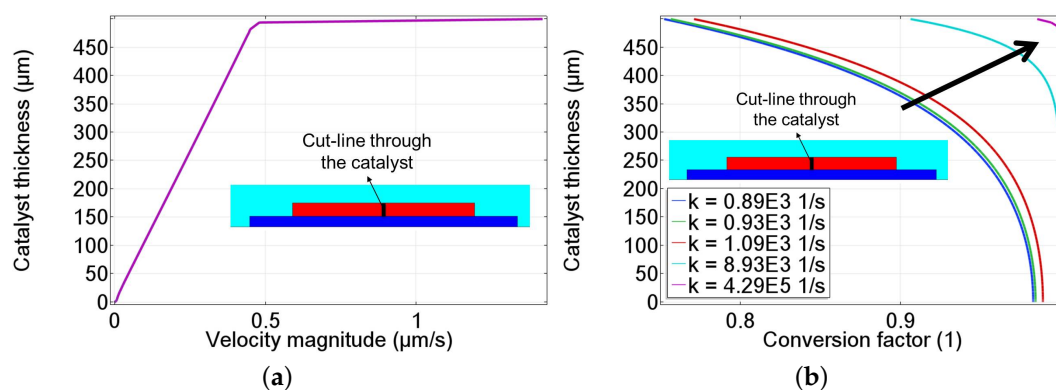 Catalyst thickness (µm)
450
400
350
300
250
200
150
100
50
0
Cut-line through
the catalyst
0
0.5
1
Velocity magnitude (µm/s)
(a)
Catalyst thickness (µm)
450
400
350
300
250
200
150
100
50
0
Cut-line through
the catalyst
k = 0.89E3 1/s
k = 0.93E3 1/s
k = 1.09E3 1/s
k = 8.93E3 1/s
k = 4.29E5 1/s
0.8
0.9
Conversion factor (1)
(b)